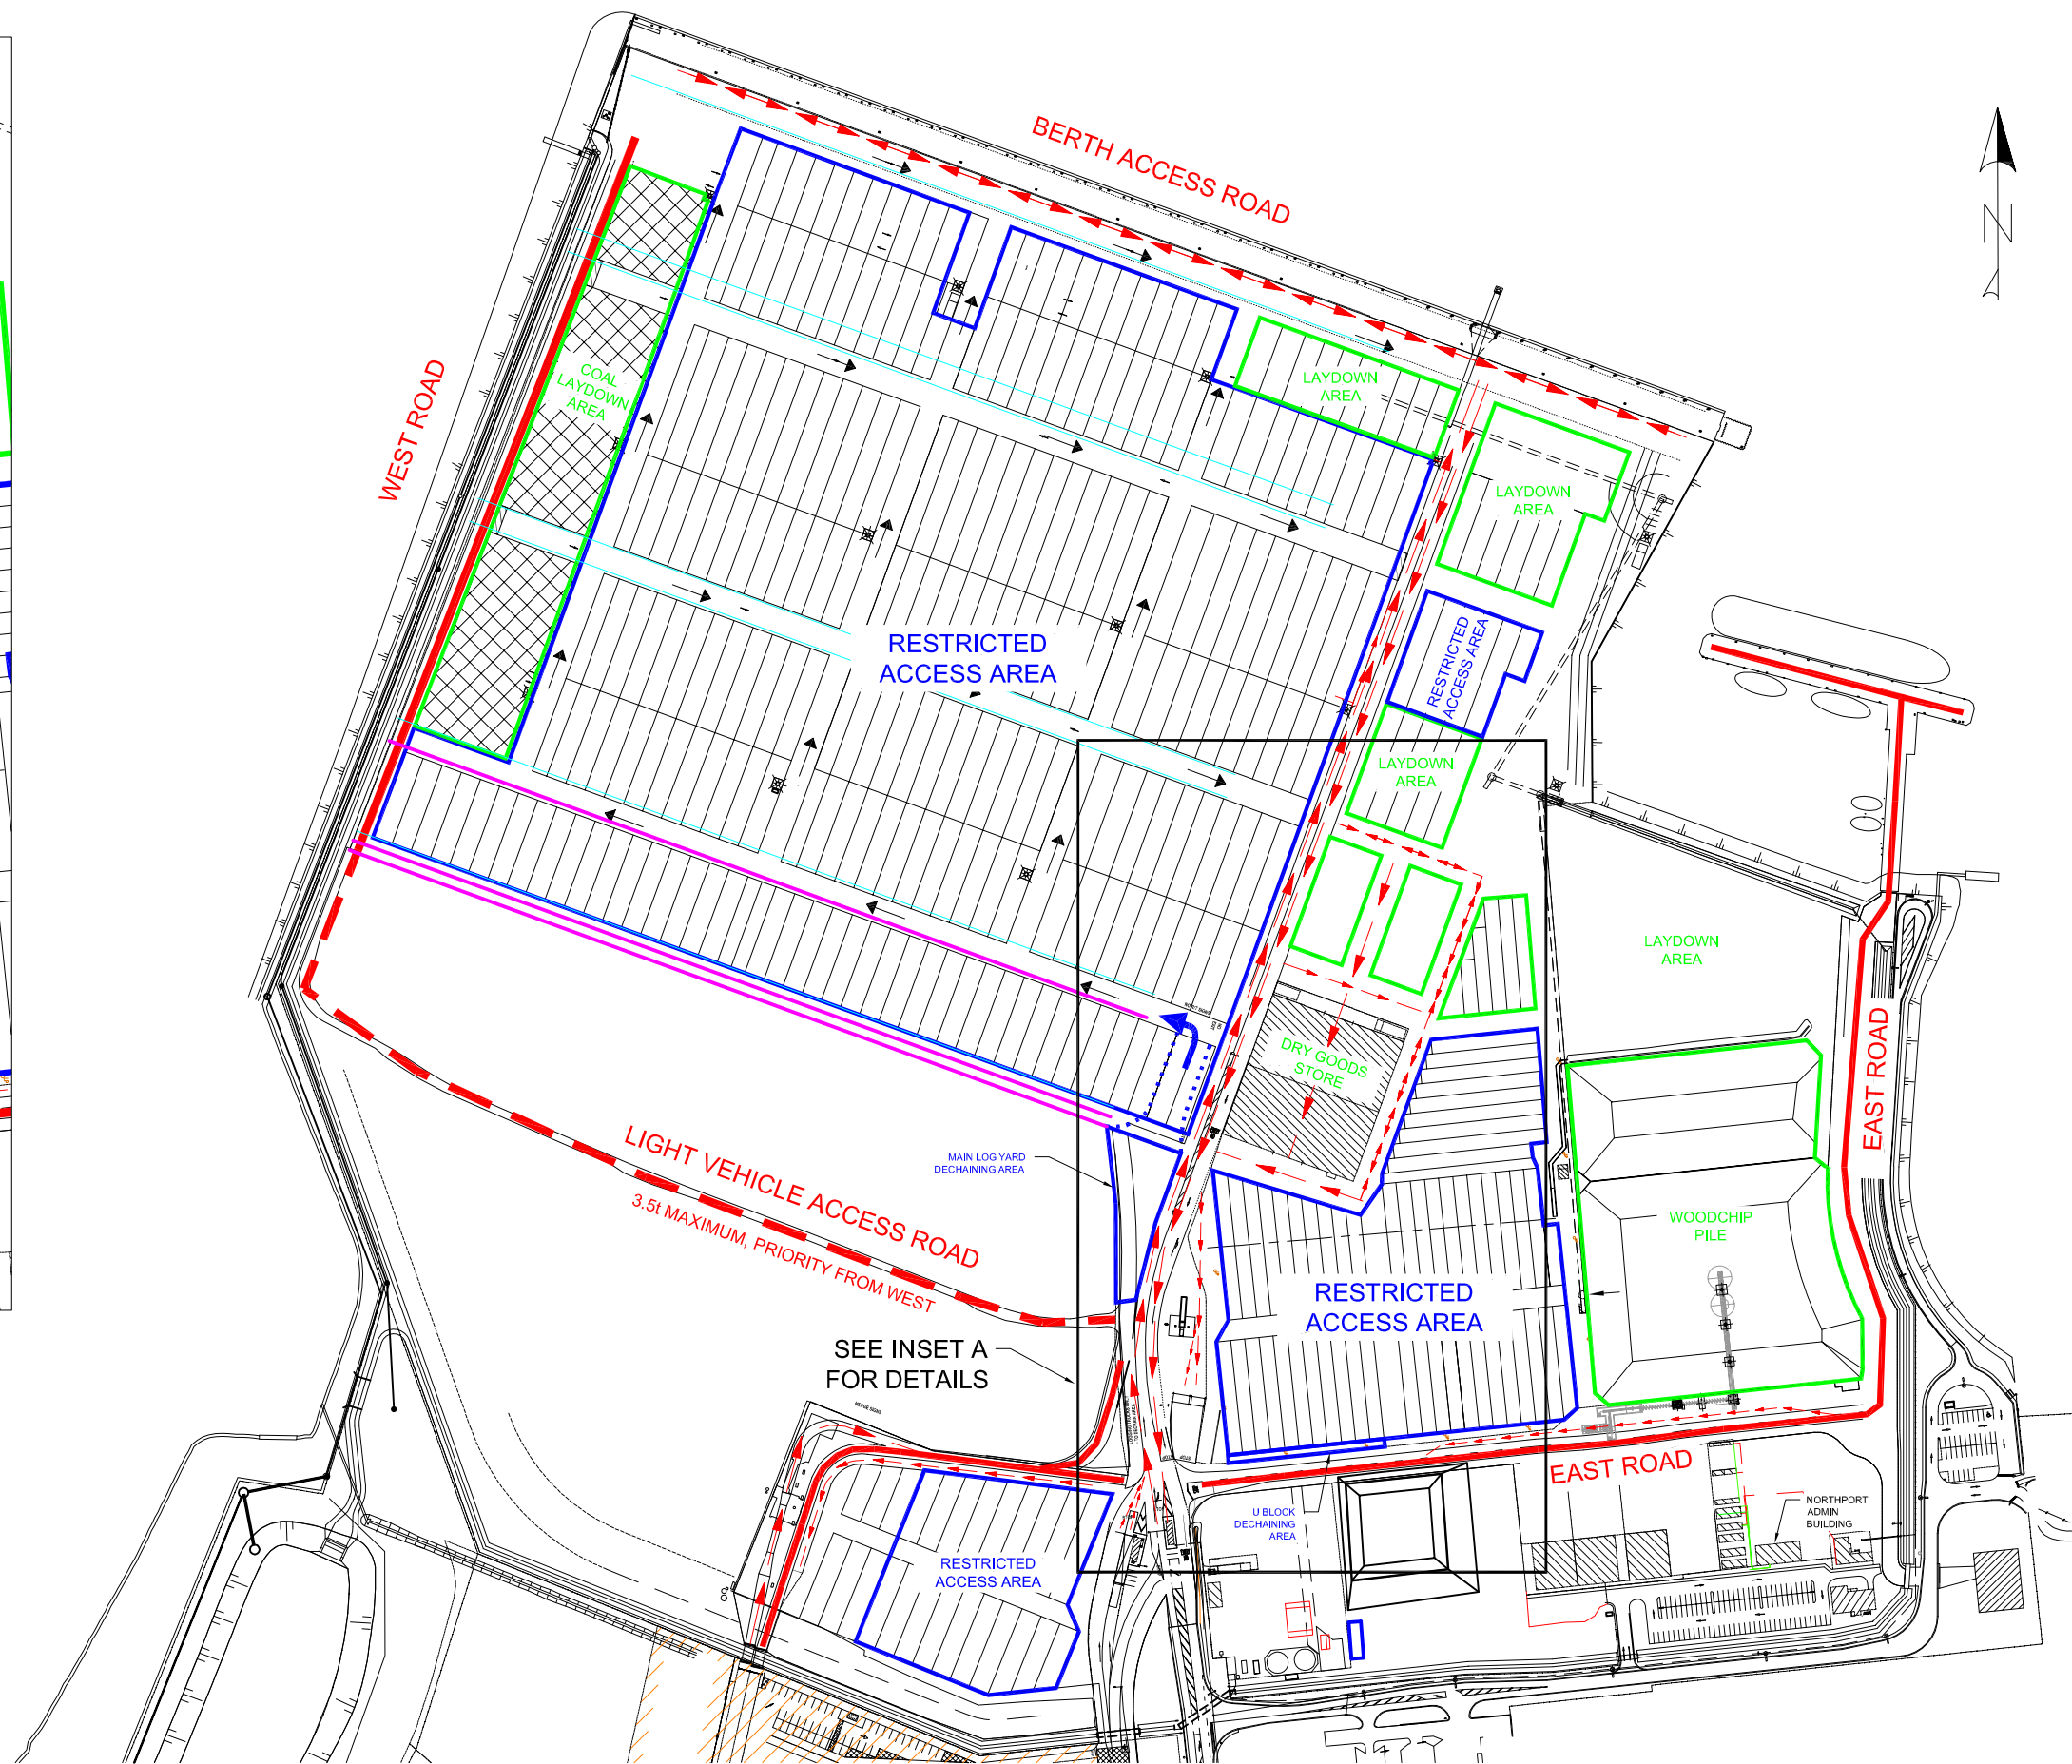 BERTH ACCESS ROAD
N
WEST ROAD
COAL
LAYDOWN
AREA
LAYDOWN
AREA
LAYDOWN
AREA
RESTRICTED
ACCESS AREA
RESTRICTED
ACCESS AREA
LAYDOWN
AREA
LAYDOWN
AREA
DRY GOODS
STORE
EAST ROAD
MAIN LOG YARD
DECHAINING AREA
LIGHT VEHICLE ACCESS ROAD
3.5t MAXIMUM, PRIORITY FROM WEST
WOODCHIP
PILE
RESTRICTED
ACCESS AREA
SEE INSET A
FOR DETAILS
EAST ROAD
U BLOCK
DECHAINING
AREA
NORTHPORT
ADMIN
BUILDING
RESTRICTED
ACCESS AREA